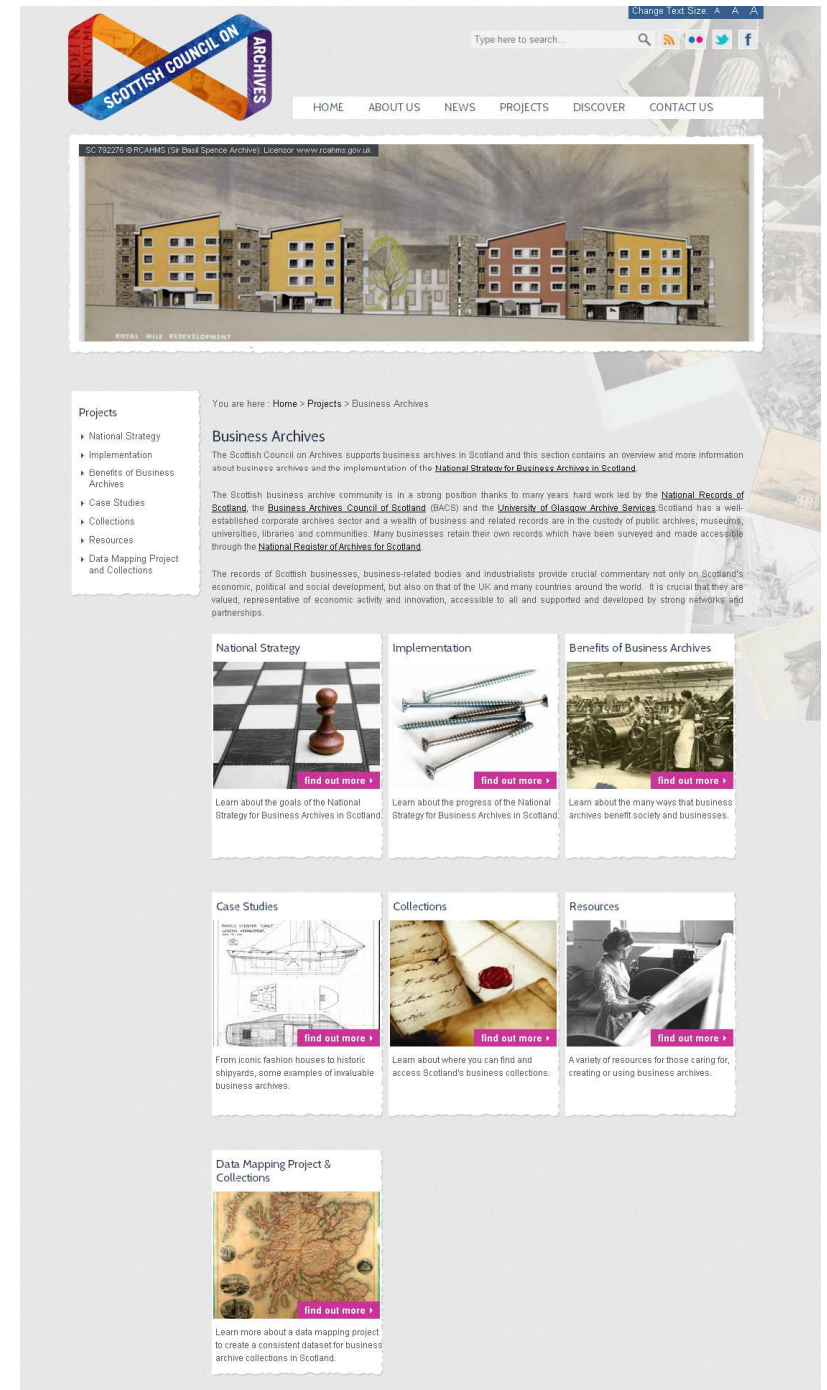 Change Text Size: A A A
SCOTTISH COUNCIL ON
ARCHIVES
Type here to search...
HOME ABOUT US NEWS PROJECTS DISCOVER CONTACT US
SC 792276 © RCAHMS (Sir Basil Spence Archive). Licensor www.rcahms.gov.uk
ROYAL MILE REDEVELOPMENT
Projects
National Strategy
Implementation
Benefits of Business
Archives
Case Studies
Collections
Resources
Data Mapping Project
and Collections
You are here : Home > Projects > Business Archives
Business Archives
The Scottish Council on Archives supports business archives in Scotland and this section contains an overview and more information
about business archives and the implementation of the National Strategy for Business Archives in Scotland.
The Scottish business archive community is in a strong position thanks to many years hard work led by the National Records of
Scotland, the Business Archives Council of Scotland (BACS) and the University of Glasgow Archive Services.Scotland has a well-
established corporate archives sector and a wealth of business and related records are in the custody of public archives, museums,
universities, libraries and communities. Many businesses retain their own records which have been surveyed and made accessible
through the National Register of Archives for Scotland.
The records of Scottish businesses, business-related bodies and industrialists provide crucial commentary not only on Scotland's
economic, political and social development, but also on that of the UK and many countries around the world. It is crucial that they are
valued, representative of economic activity and innovation, accessible to all and supported and developed by strong networks and
partnerships.
National Strategy
find out more
Learn about the goals of the National
Strategy for Business Archives in Scotland.
Implementation
find out more
Learn about the progress of the National
Strategy for Business Archives in Scotland.
Benefits of Business Archives
find out more
Learn about the many ways that business
archives benefit society and businesses.
Case Studies
GENERAL ARRANGEMENT
find out more
From iconic fashion houses to historic
shipyards, some examples of invaluable
business archives.
Collections
find out more
Learn about where you can find and
access Scotland's business collections.
Resources
find out more
A variety of resources for those caring for,
creating or using business archives.
Data Mapping Project &
Collections
find out more
Learn more about a data mapping project
to create a consistent dataset for business
archive collections in Scotland.